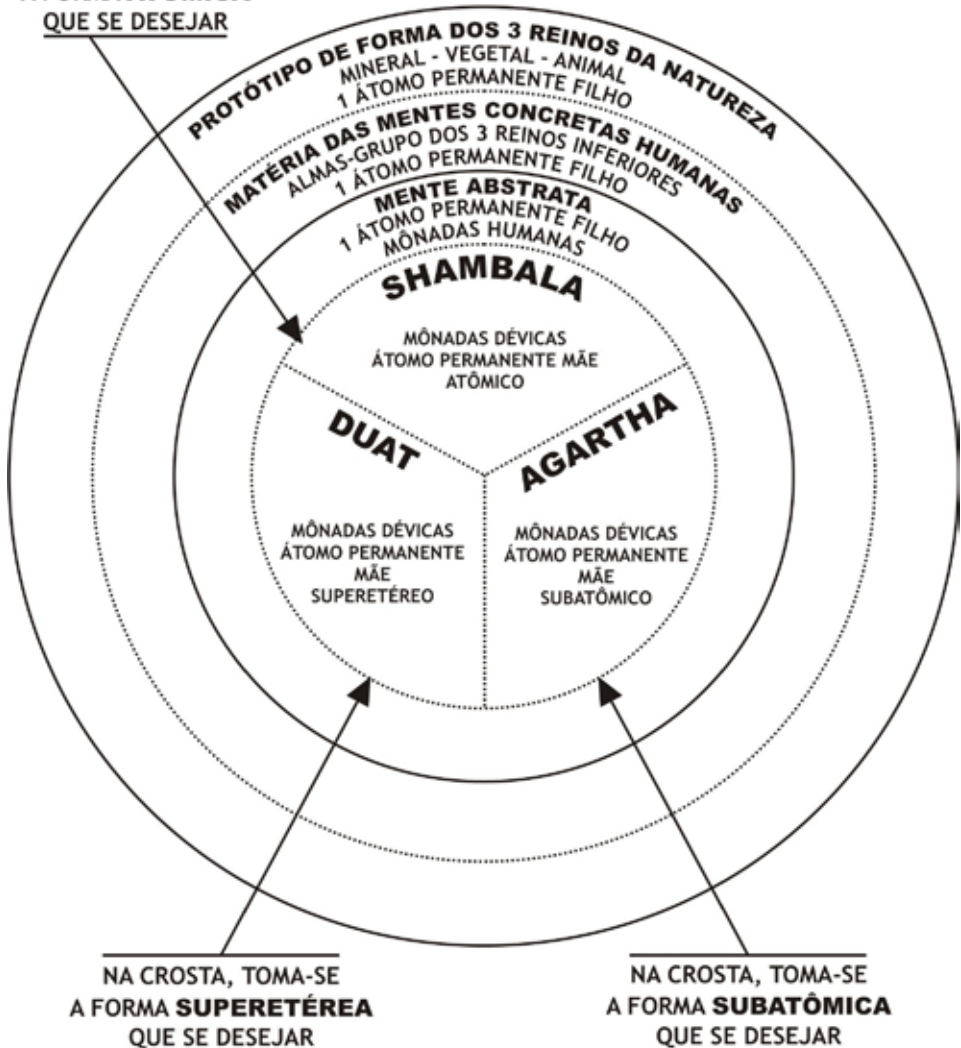 QUE SE DESEJAR
PROTÓTIPO DE FORMA DOS 3 REINOS DA NATUREZA
MINERAL - VEGETAL - ANIMAL
1 ÁTOMO PERMANENTE FILHO
MATÉRIA DAS MENTES CONCRETAS HUMANAS
ALMAS-GRUPO DOS 3 REINOS INFERIORES
1 ÁTOMO PERMANENTE FILHO
MENTE ABSTRATA
1 ÁTOMO PERMANENTE FILHO
MÔNADAS HUMANAS
SHAMBALA
MÔNADAS DÉVICAS
ÁTOMO PERMANENTE MÃE
ATÔMICO
DUAT
MÔNADAS DÉVICAS
ÁTOMO PERMANENTE
MÃE
SUPERETÉREO
AGARTHA
MÔNADAS DÉVICAS
ÁTOMO PERMANENTE
MÃE
SUBATÔMICO
NA CROSTA, TOMA-SE
A FORMA SUPERETÉREA
QUE SE DESEJAR
NA CROSTA, TOMA-SE
A FORMA SUBATÔMICA
QUE SE DESEJAR